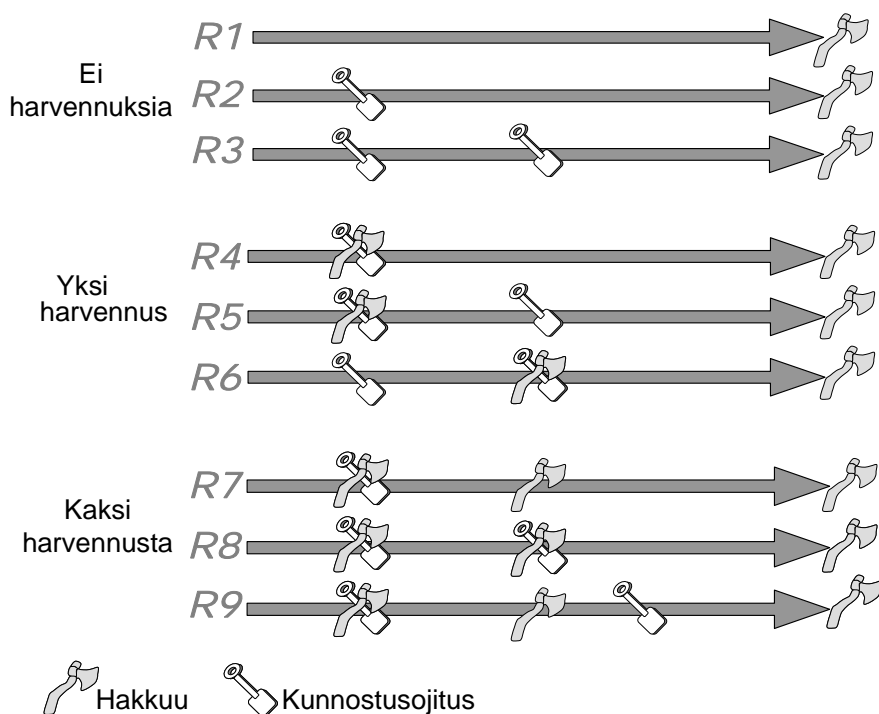 R1
Ei
harvennuksia
R2
R3
R4
Yksi
harvennus
R5
R6
R7
Kaksi
harvennusta
R8
R9
Hakkuu
Kunnostusojitus